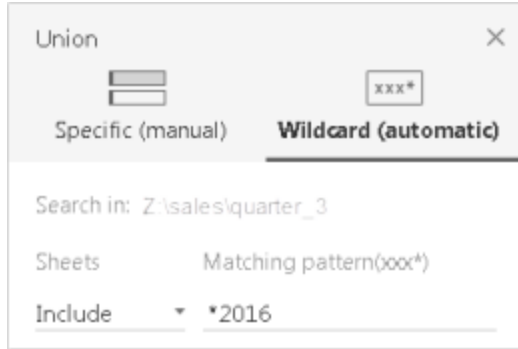 Union ×
xxx*
Specific (manual) Wildcard (automatic)
Search in: Z:\sales\quarter_3
Sheets Matching pattern(xxx*)
Include *2016